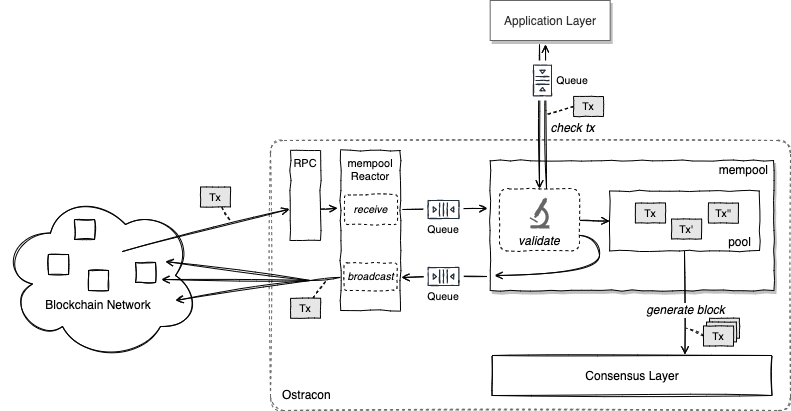 Application Layer
Queue
Tx
check tx
RPC
mempool
Reactor
mempool
Tx
receive
Queue
validate
Tx
Tx'
Tx"
pool
broadcast
Queue
Blockchain Network
Tx
generate block
Tx
Consensus Layer
Ostracon